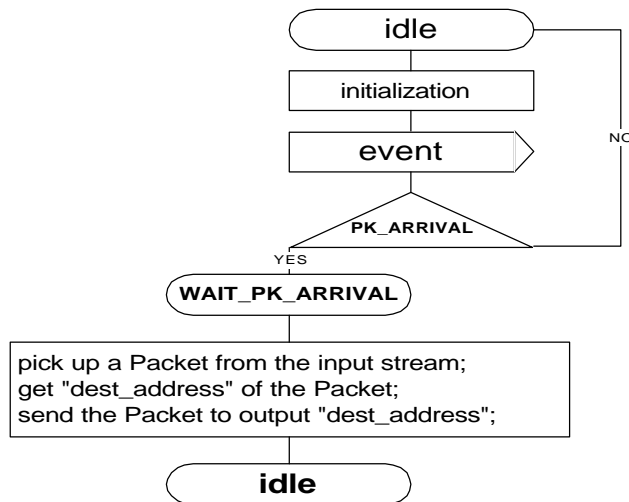 idle
initialization
event
NO
PK_ARRIVAL
YES
WAIT_PK_ARRIVAL
pick up a Packet from the input stream;
get "dest_address" of the Packet;
send the Packet to output "dest_address";
idle